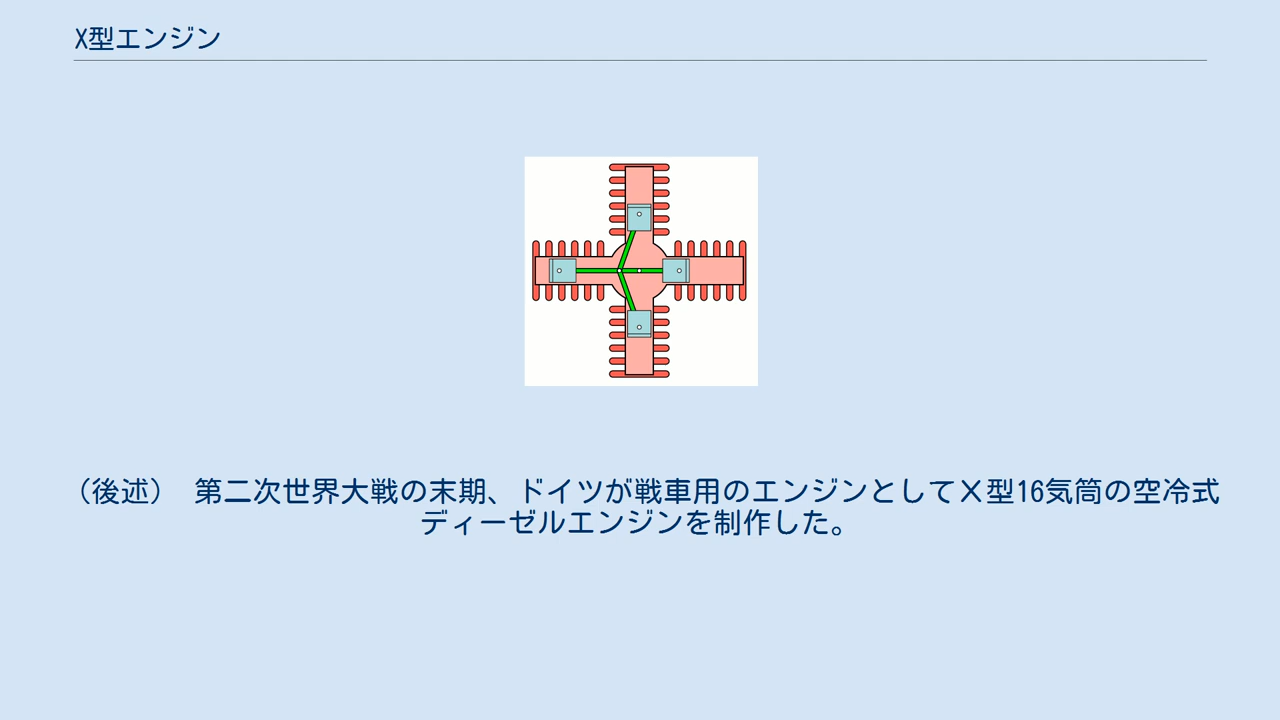 X型エンジン
（後述） 第二次世界大戦の末期、ドイツが戦車用のエンジンとしてＸ型16気筒の空冷式
ディーゼルエンジンを制作した。